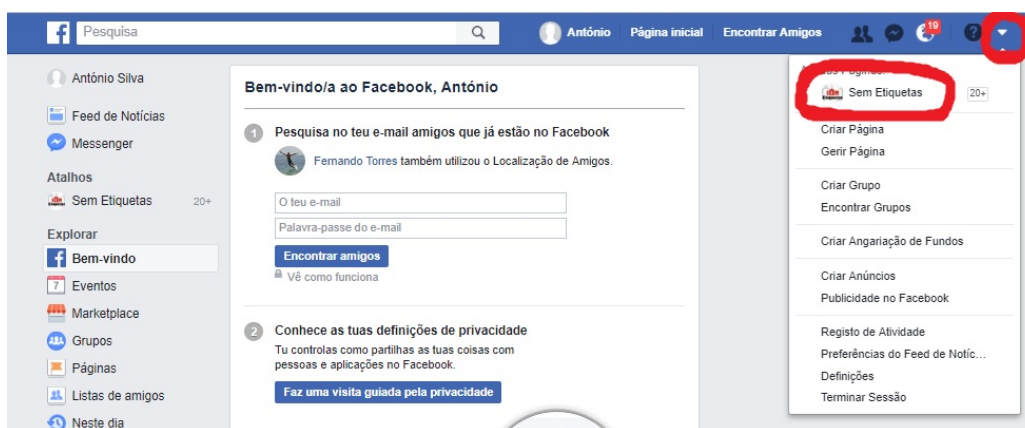 Pesquisa
António Página inicial Encontrar Amigos 19
António Silva
Feed de Notícias
Messenger
Atalhos
Sem Etiquetas 20+
Explorar
Bem-vindo
7 Eventos
Marketplace
Grupos
Páginas
Listas de amigos
Neste dia
Bem-vindo/a ao Facebook, António
1 Pesquisa no teu e-mail amigos que já estão no Facebook
Fernando Torres também utilizou o Localização de Amigos.
O teu e-mail
Palavra-passe do e-mail
Encontrar amigos
Vê como funciona
2 Conhece as tuas definições de privacidade
Tu controlas como partilhas as tuas coisas com
pessoas e aplicações no Facebook.
Faz uma visita guiada pela privacidade
Sem Etiquetas 20+
Criar Página
Gerir Página
Criar Grupo
Encontrar Grupos
Criar Angariação de Fundos
Criar Anúncios
Publicidade no Facebook
Registo de Atividade
Preferências do Feed de Notíc...
Definições
Terminar Sessão